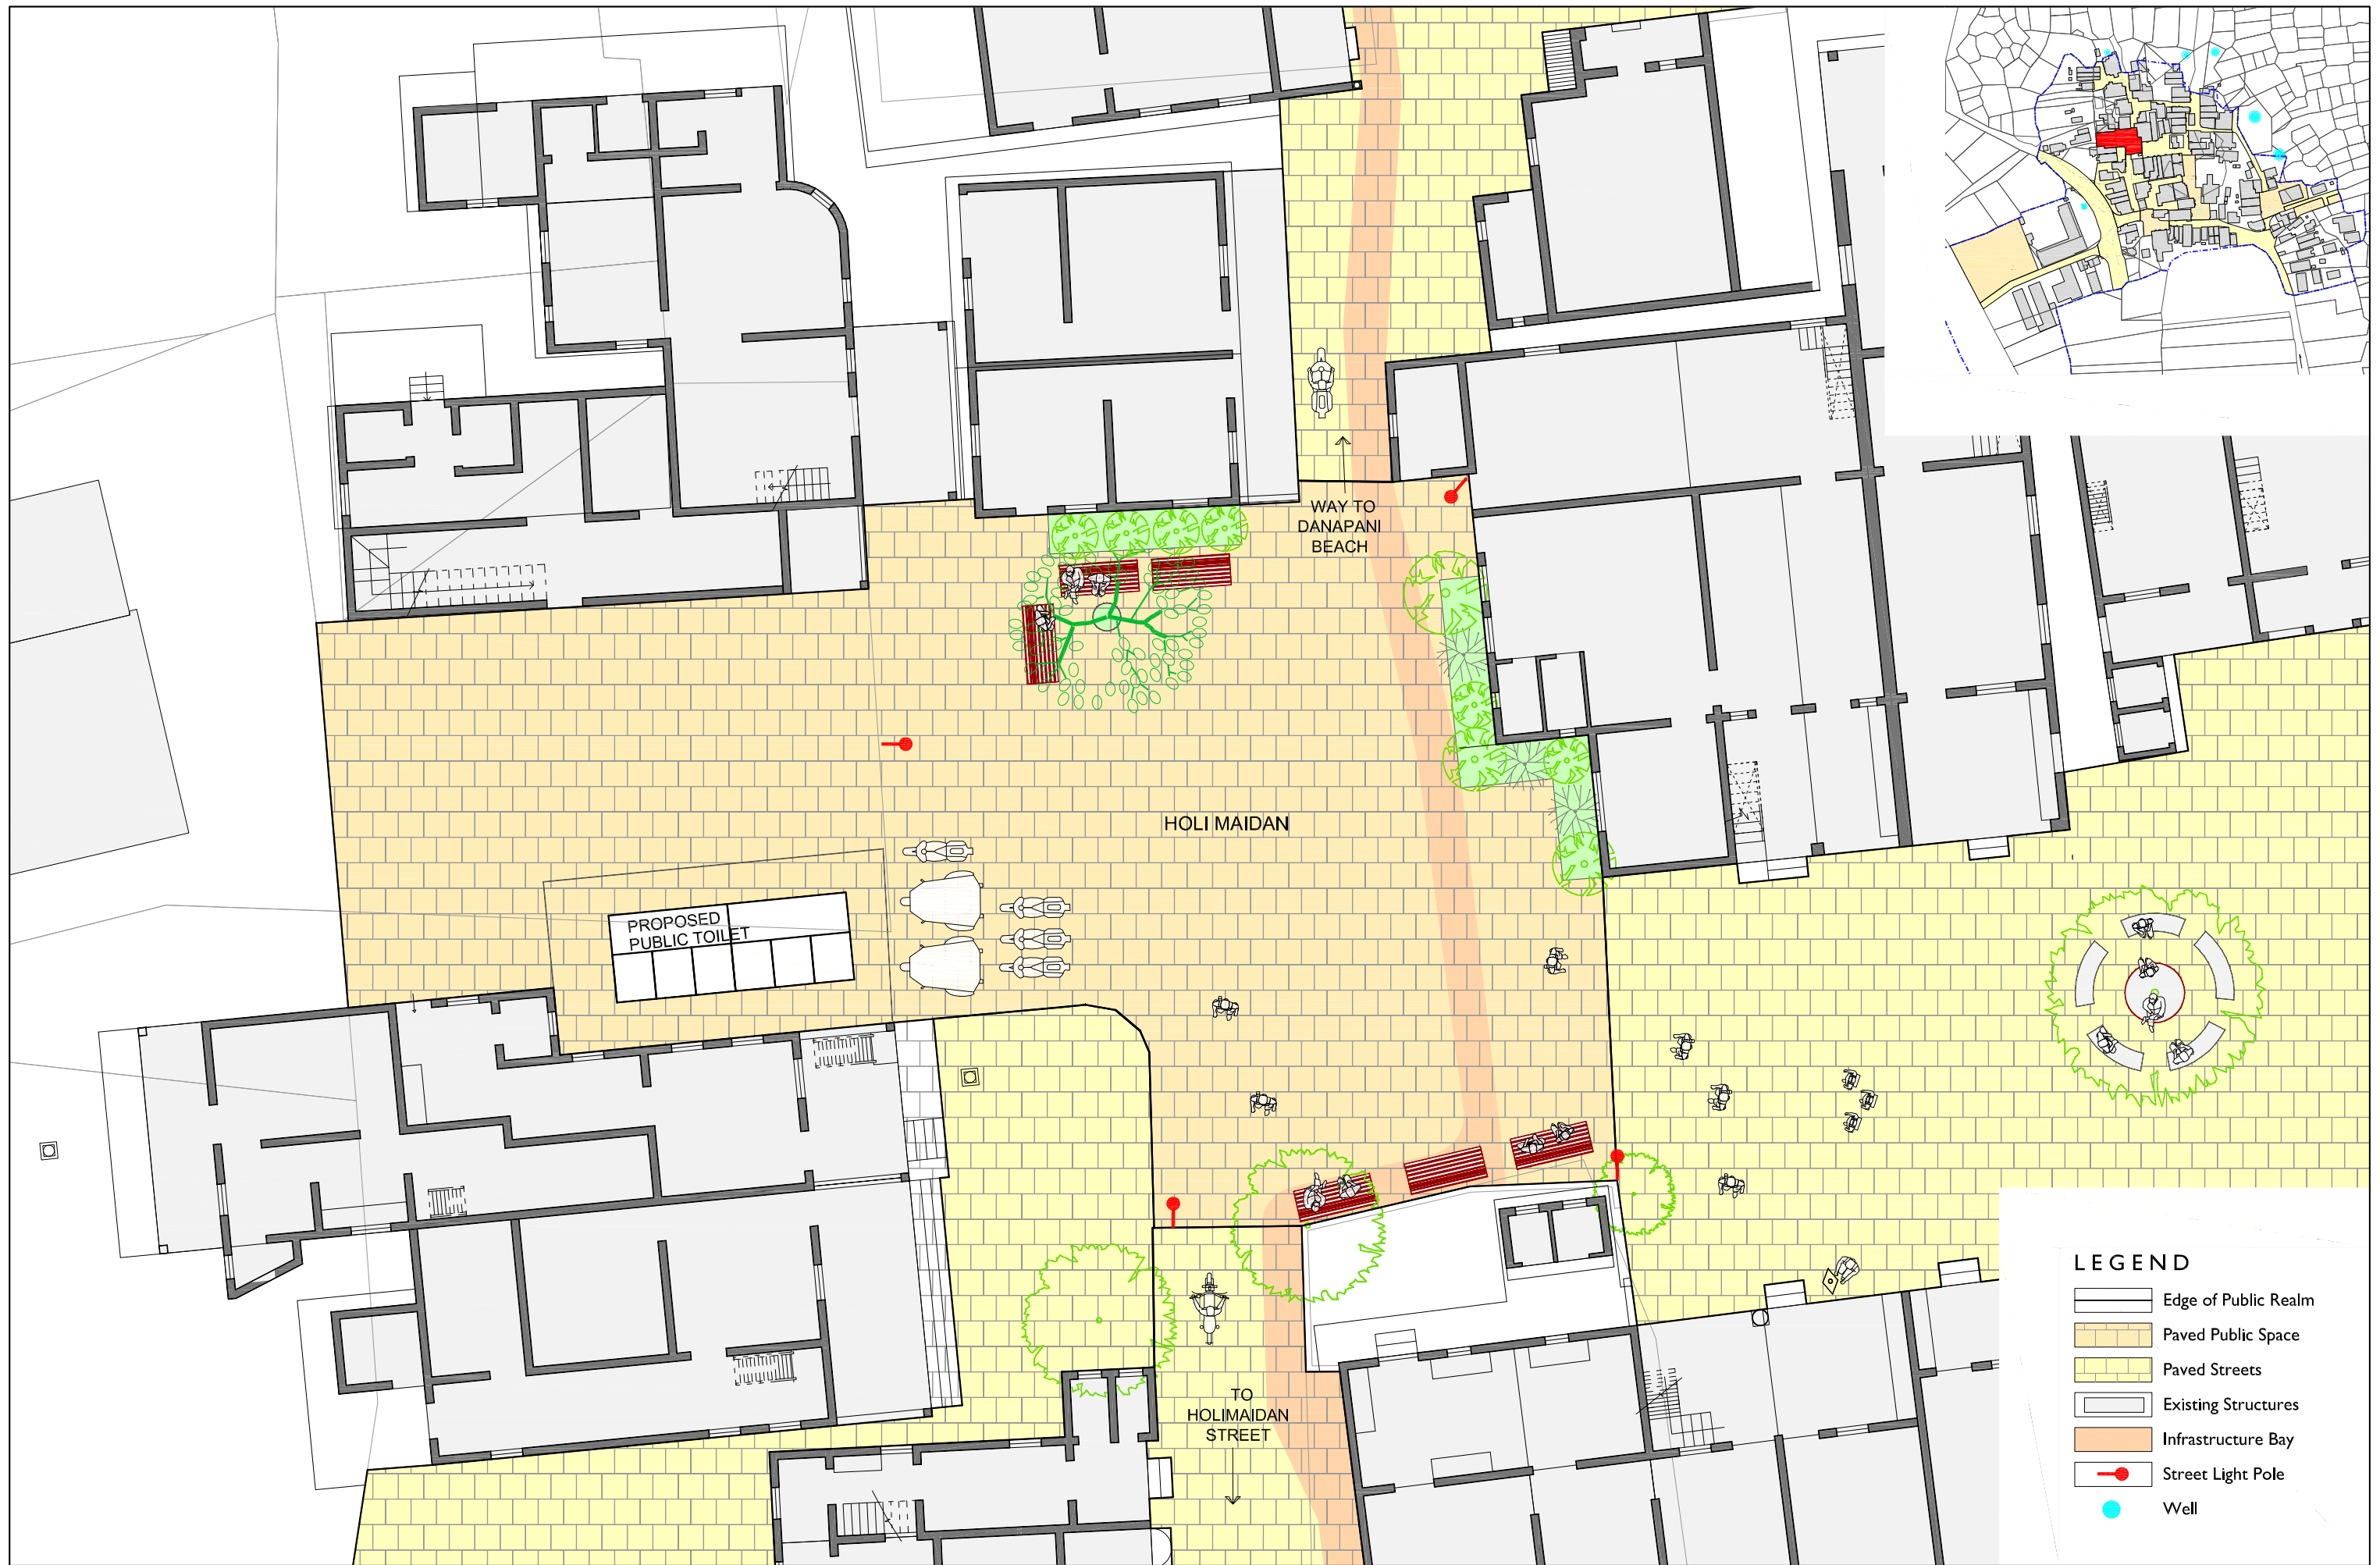 WAY TO
DANAPANI
BEACH
HOLI MAIDAN
PROPOSED
PUBLIC TOILET
TO
HOLIMAIDAN
STREET
LEGEND
Edge of Public Realm
Paved Public Space
Paved Streets
Existing Structures
Infrastructure Bay
Street Light Pole
Well